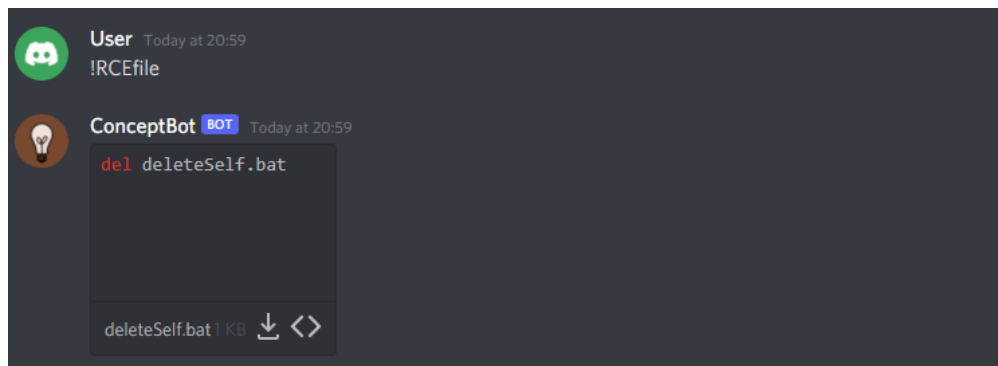 User Today at 20:59
!RCEfile
ConceptBot BOT Today at 20:59
del deleteSelf.bat
deleteSelf.bat 1 KB <>